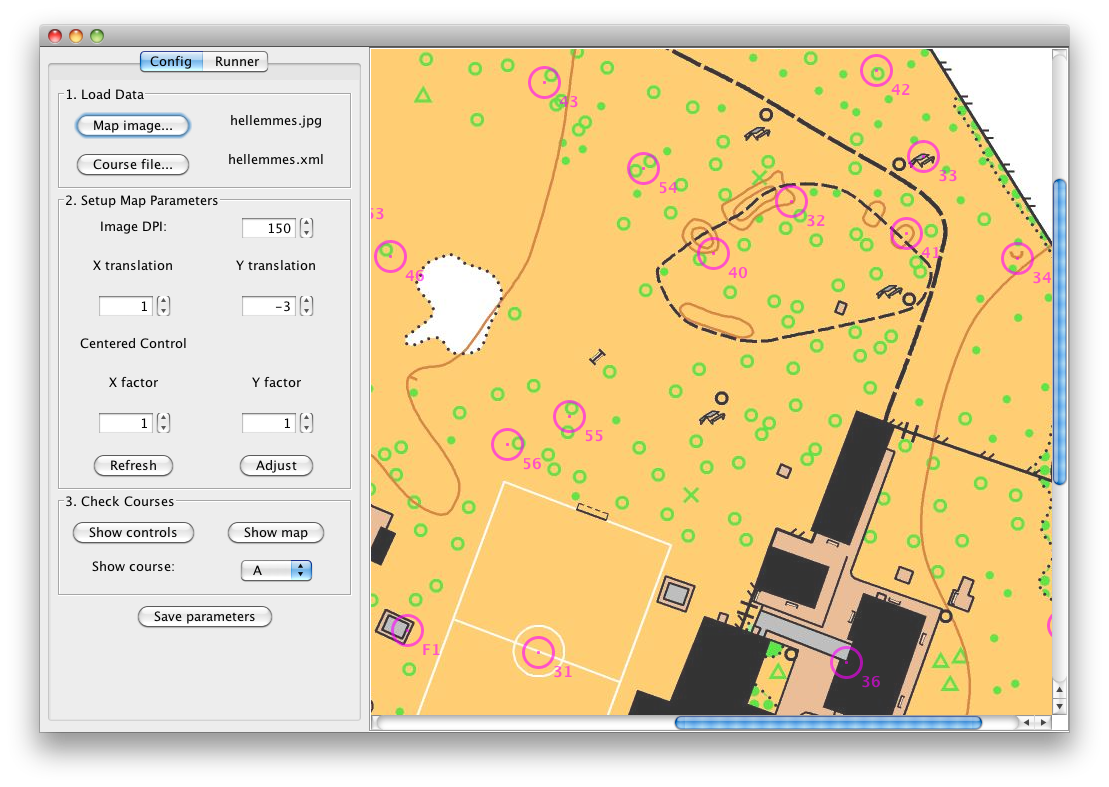 Config Runner
1. Load Data
Map image... hellemmes.jpg
Course file... hellemmes.xml
2. Setup Map Parameters
Image DPI: 150
X translation Y translation
1 -3
Centered Control
X factor Y factor
1 1
Refresh Adjust
3. Check Courses
Show controls Show map
Show course: A
Save parameters
42
43
33
54
53
32
41
40
46
34
55
56
F1
31
36